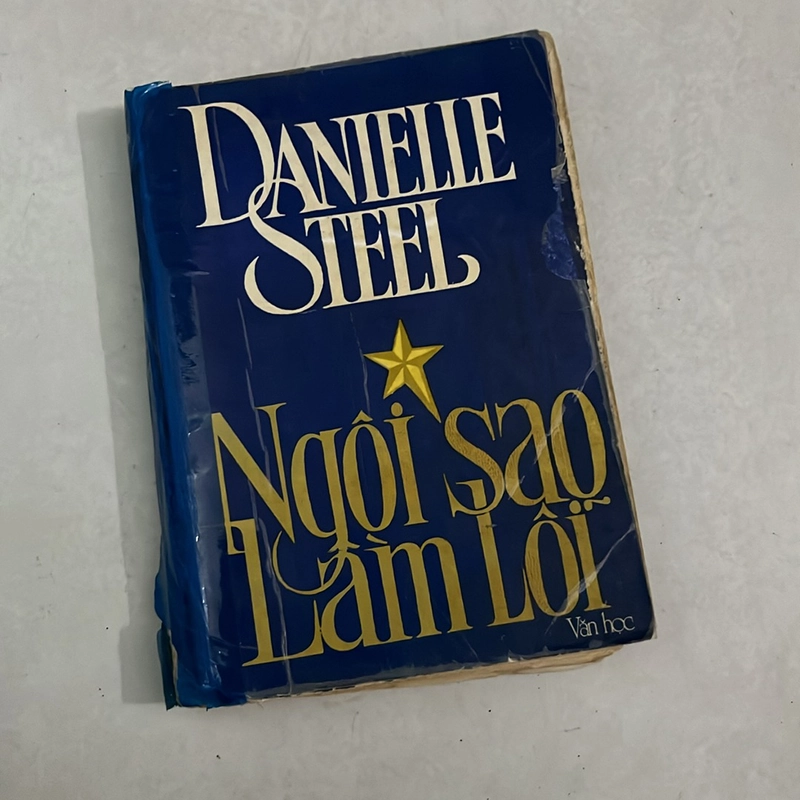 DANIELLE
STEEL
Ngôi sao
Lầm Lỗi
Văn học